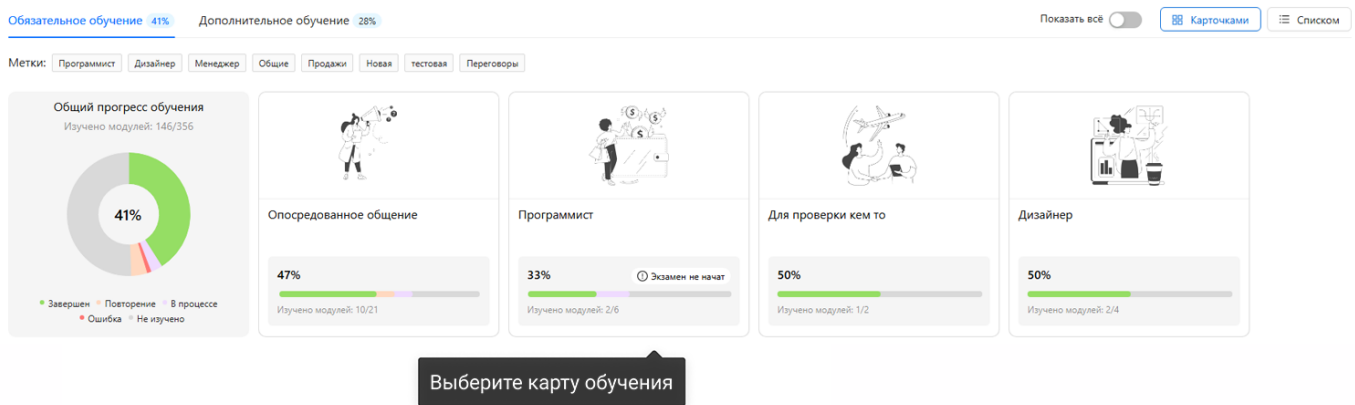 Обязательное обучение 41% Дополнительное обучение 28% Показать всё Карточками Списком
Метки: Программист Дизайнер Менеджер Общие Продажи Новая тестовая Переговоры
Общий прогресс обучения
Изучено модулей: 146/356
41%
Завершен Повторение В процессе
Ошибка Не изучено
Опосредованное общение
47%
Изучено модулей: 10/21
Программист
33% Экзамен не начат
Изучено модулей: 2/6
Для проверки кем то
50%
Изучено модулей: 1/2
Дизайнер
50%
Изучено модулей: 2/4
Выберите карту обучения